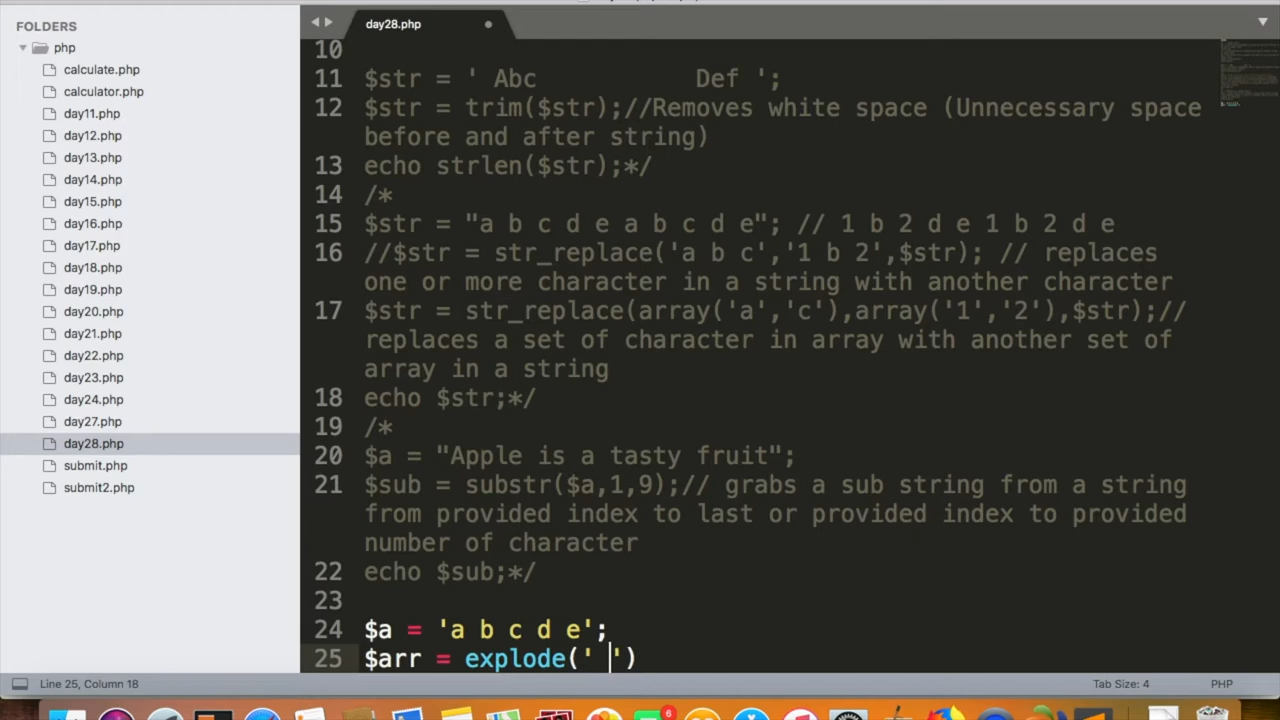 FOLDERS
php
calculate.php
calculator.php
day11.php
day12.php
day13.php
day14.php
day15.php
day16.php
day17.php
day18.php
day19.php
day20.php
day21.php
day22.php
day23.php
day24.php
day27.php
day28.php
submit.php
submit2.php
day28.php
10
11 $str = ' Abc           Def ';
12 $str = trim($str);//Removes white space (Unnecessary space
before and after string)
13 echo strlen($str);*/
14 /*
15 $str = "a b c d e a b c d e"; // 1 b 2 d e 1 b 2 d e
16 //$str = str_replace('a b c','1 b 2',$str); // replaces
one or more character in a string with another character
17 $str = str_replace(array('a','c'),array('1','2'),$str);//
replaces a set of character in array with another set of
array in a string
18 echo $str;*/
19 /*
20 $a = "Apple is a tasty fruit";
21 $sub = substr($a,1,9);// grabs a sub string from a string
from provided index to last or provided index to provided
number of character
22 echo $sub;*/
23
24 $a = 'a b c d e';
25 $arr = explode(' ')
Line 25, Column 18
Tab Size: 4
PHP
6